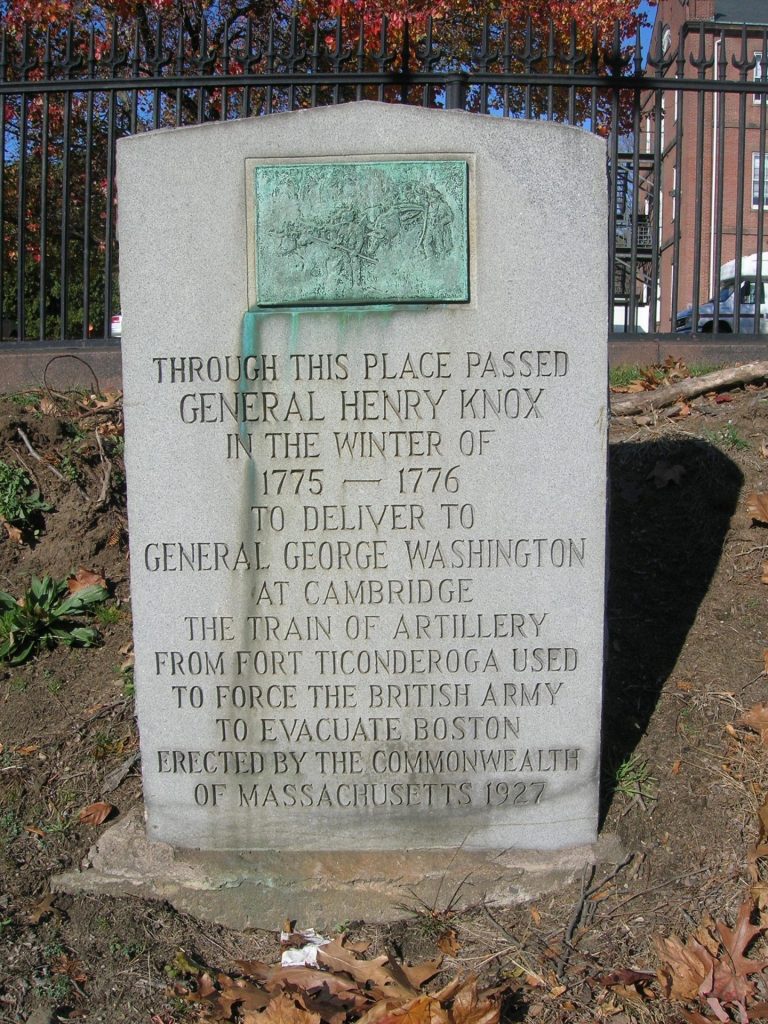 THROUGH THIS PLACE PASSED
GENERAL HENRY KNOX
IN THE WINTER OF
1775 — 1776
TO DELIVER TO
GENERAL GEORGE WASHINGTON
AT CAMBRIDGE
THE TRAIN OF ARTILLERY
FROM FORT TICONDEROGA USED
TO FORCE THE BRITISH ARMY
TO EVACUATE BOSTON
ERECTED BY THE COMMONWEALTH
OF MASSACHUSETTS 1927